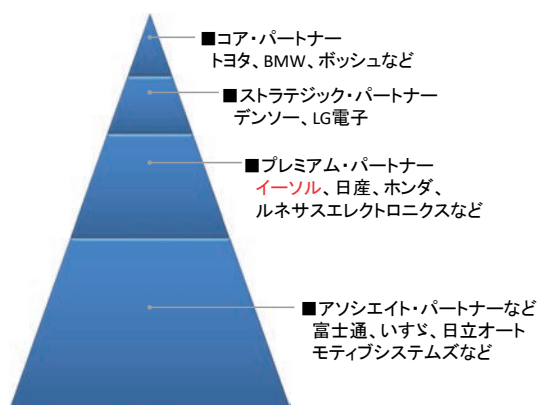 ■コア・パートナー
トヨタ、BMW、ボッシュなど
■ストラテジック・パートナー
デンソー、LG電子
■プレミアム・パートナー
イーソル、日産、ホンダ、
ルネサスエレクトロニクスなど
■アソシエイト・パートナーなど
富士通、いすゞ、日立オート
モティブシステムズなど